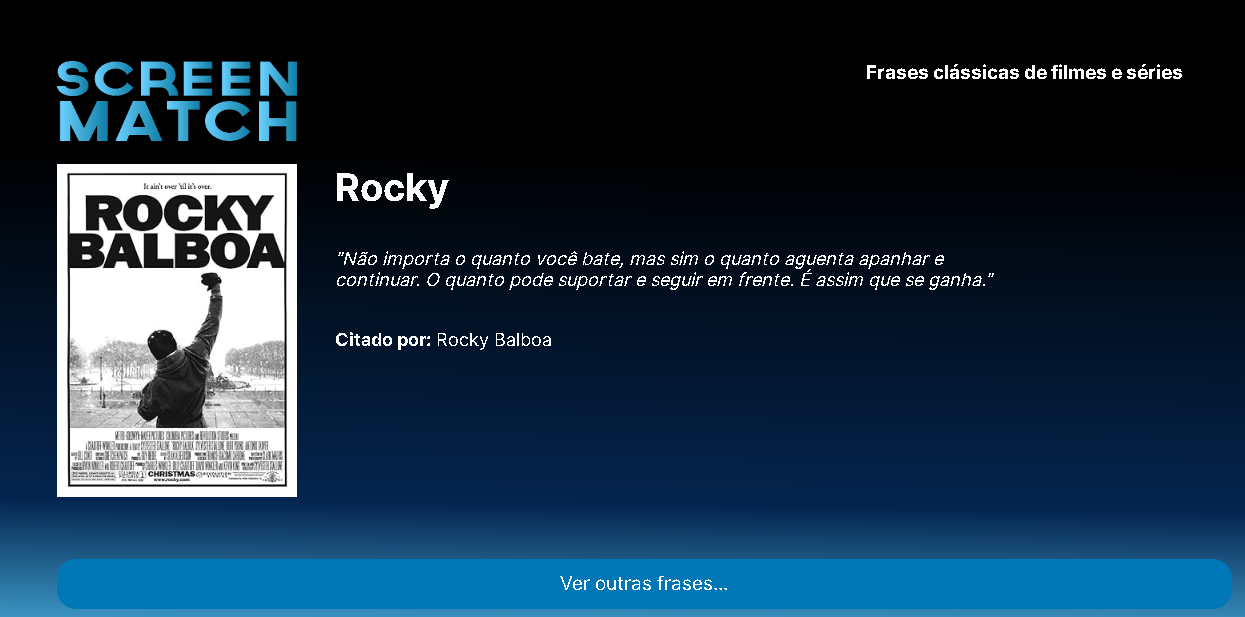 SCREEN
MATCH
Frases clássicas de filmes e séries
It ain't over 'til it's over.
ROCKY
BALBOA
CHRISTMAS
www.rocky.com
Rocky
"Não importa o quanto você bate, mas sim o quanto aguenta apanhar e
continuar. O quanto pode suportar e seguir em frente. É assim que se ganha."
Citado por: Rocky Balboa
Ver outras frases...